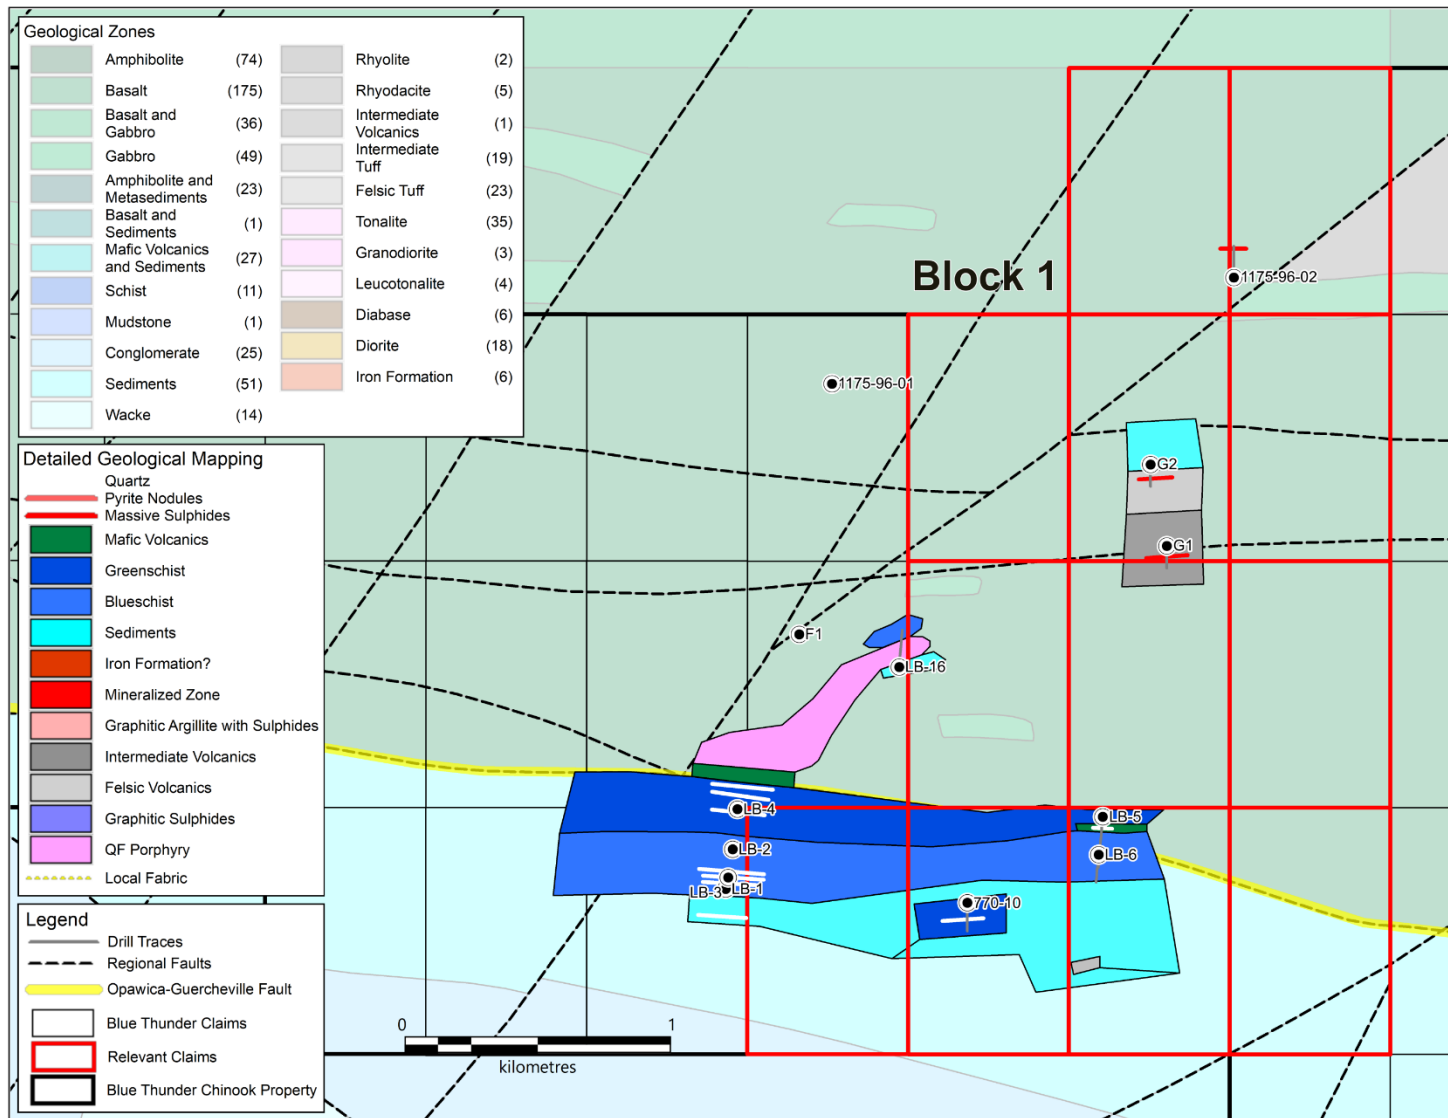 Geological Zones
Amphibolite (74)
Basalt (175)
Basalt and
Gabbro (36)
Gabbro (49)
Amphibolite and
Metasediments (23)
Basalt and
Sediments (1)
Mafic Volcanics
and Sediments (27)
Schist (11)
Mudstone (1)
Conglomerate (25)
Sediments (51)
Wacke (14)
Rhyolite (2)
Rhyodacite (5)
Intermediate
Volcanics (1)
Intermediate
Tuff (19)
Felsic Tuff (23)
Tonalite (35)
Granodiorite (3)
Leucotonalite (4)
Diabase (6)
Diorite (18)
Iron Formation (6)
Detailed Geological Mapping
Quartz
Pyrite Nodules
Massive Sulphides
Mafic Volcanics
Greenschist
Blueschist
Sediments
Iron Formation?
Mineralized Zone
Graphitic Argillite with Sulphides
Intermediate Volcanics
Felsic Volcanics
Graphitic Sulphides
QF Porphyry
Local Fabric
Legend
Drill Traces
Regional Faults
Opawica-Guercheville Fault
Blue Thunder Claims
Relevant Claims
Blue Thunder Chinook Property
Block 1
1175-96-02
1175-96-01
G2
G1
F1
LB-16
LB-4
LB-5
LB-2
LB-6
LB-3
LB-1
770-10
0 1
kilometres